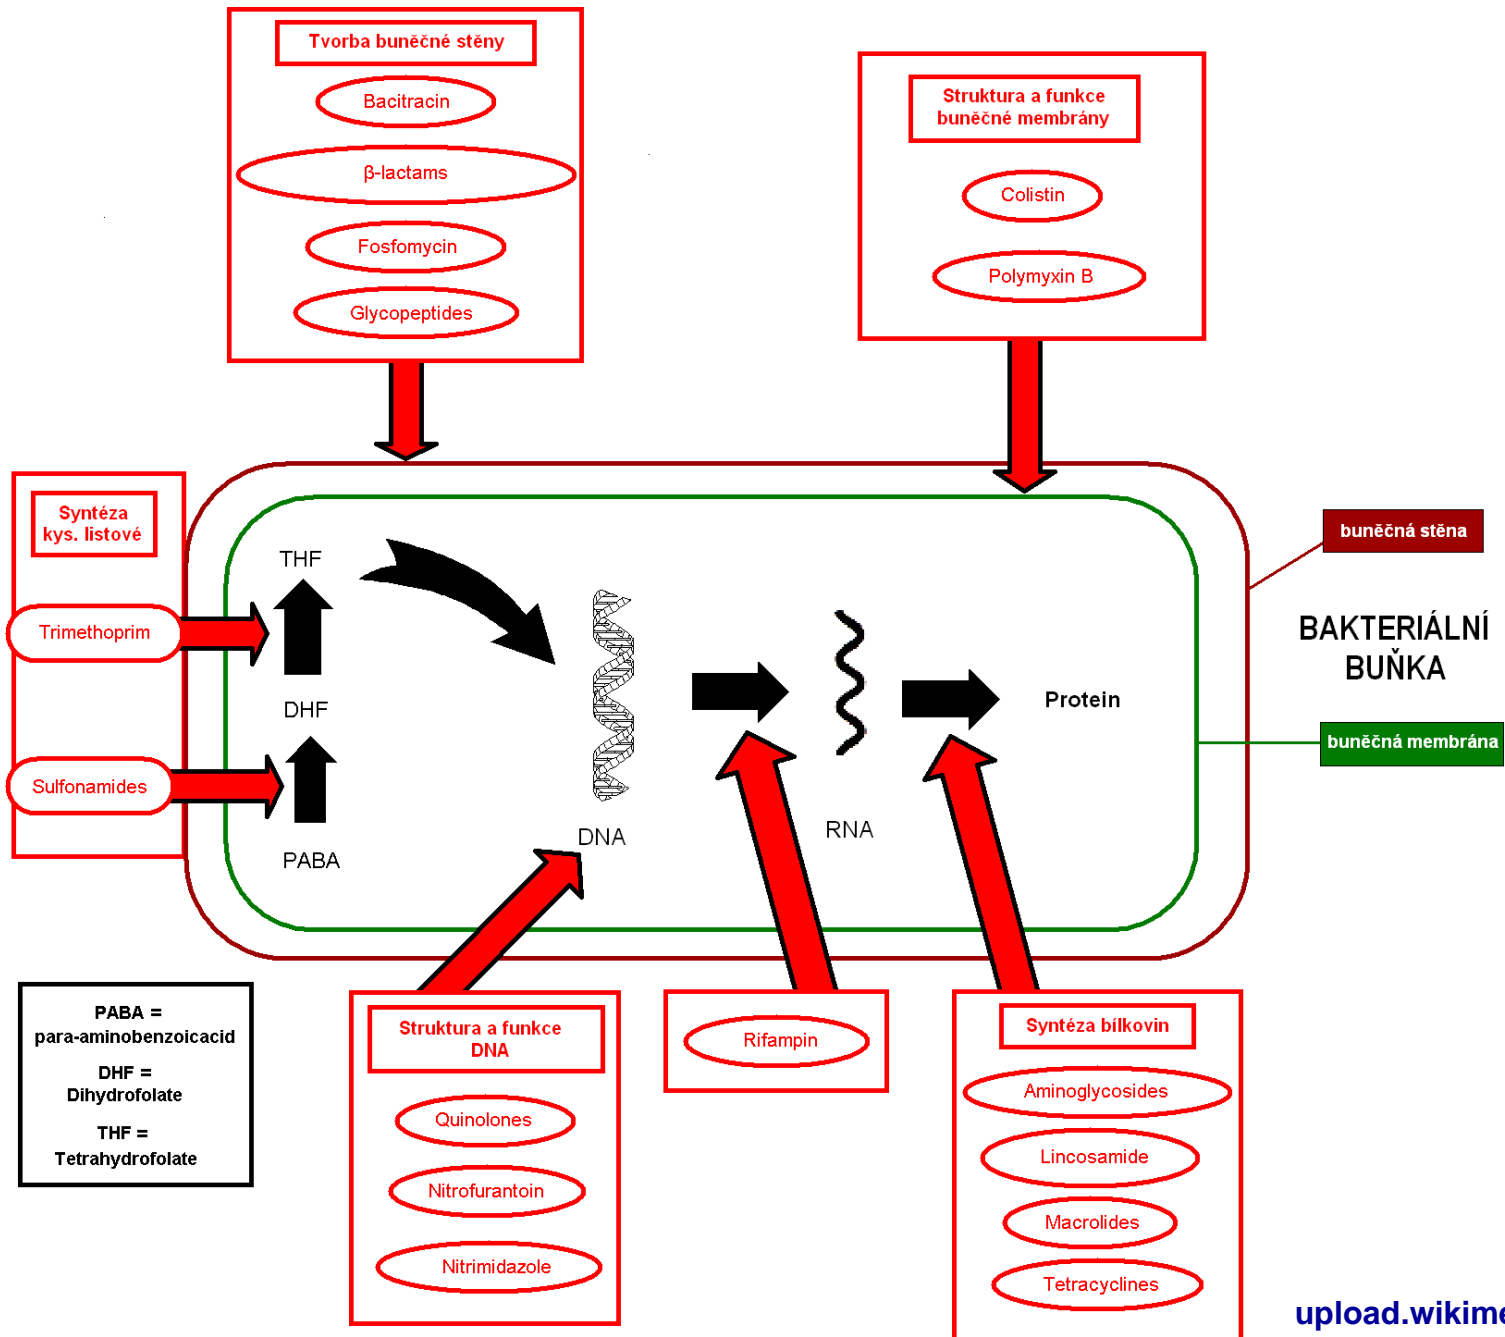 Tvorba buněčné stěny
Bacitracin
β-lactams
Fosfomycin
Glycopeptides
Struktura a funkce
buněčné membrány
Colistin
Polymyxin B
Syntéza
kys. listové
Trimethoprim
Sulfonamides
THF
DHF
PABA
DNA
RNA
Protein
buněčná stěna
BAKTERIÁLNÍ
BUŇKA
buněčná membrána
PABA =
para-aminobenzoicacid
DHF =
Dihydrofolate
THF =
Tetrahydrofolate
Struktura a funkce
DNA
Quinolones
Nitrofurantoin
Nitrimidazole
Rifampin
Syntéza bílkovin
Aminoglycosides
Lincosamide
Macrolides
Tetracyclines
upload.wikime